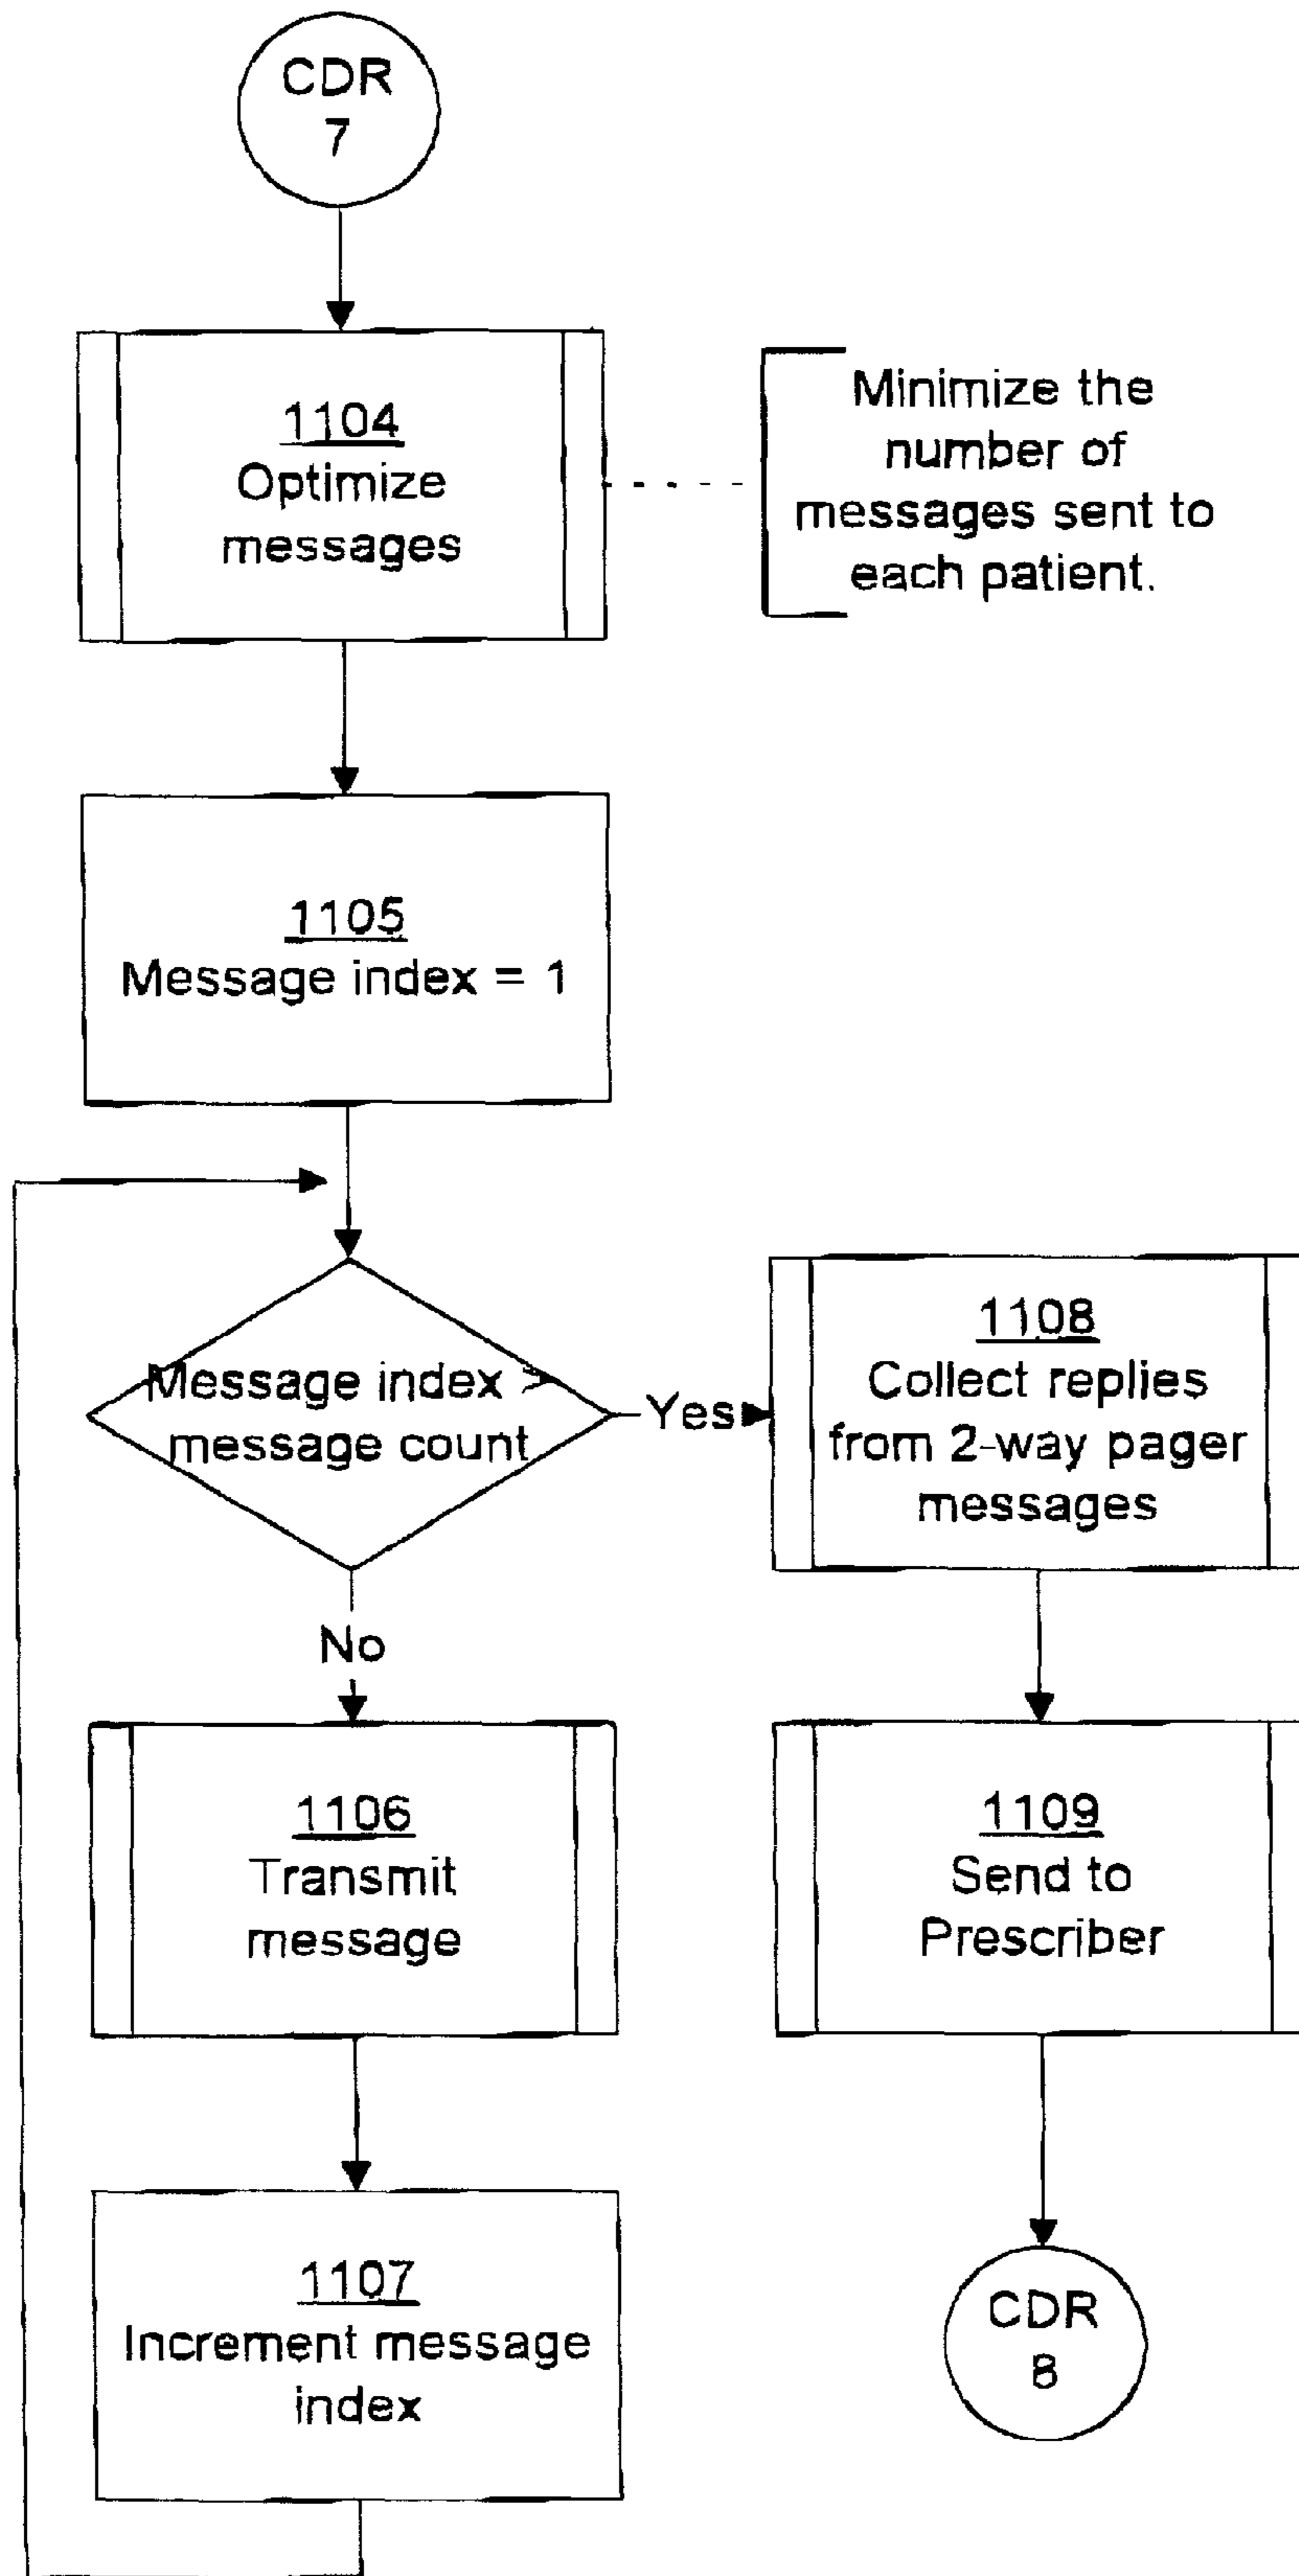 CDR
7
1104
Optimize
messages
Minimize the
number of
messages sent to
each patient.
1105
Message index = 1
Message index >
message count
Yes
No
1108
Collect replies
from 2-way pager
messages
1106
Transmit
message
1109
Send to
Prescriber
1107
Increment message
index
CDR
8